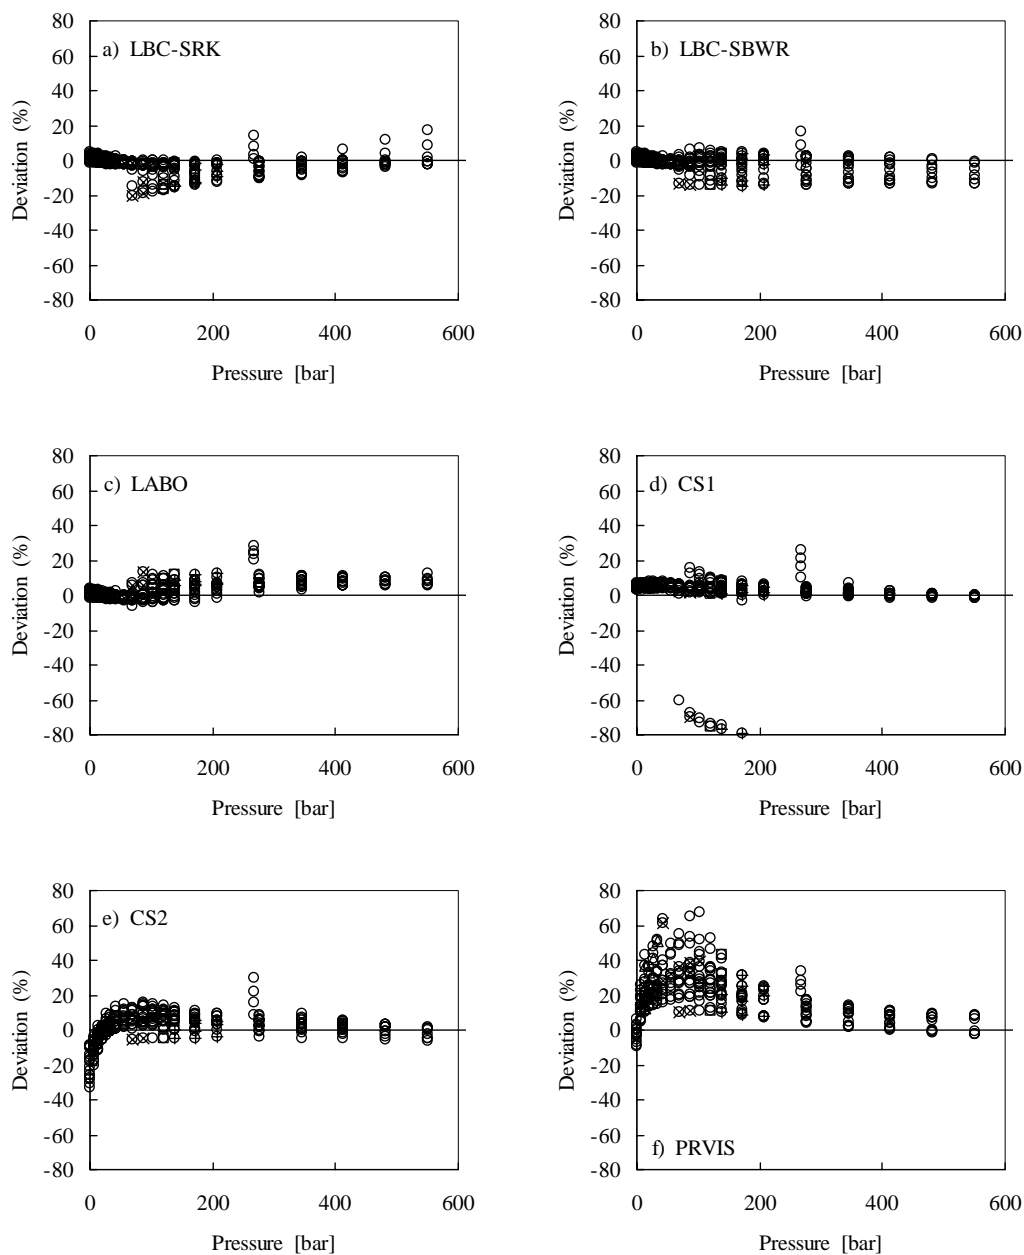 80
60
40
20
0
-20
-40
-60
-80
Deviation (%)
a) LBC-SRK
0 200 400 600
Pressure [bar]
80
60
40
20
0
-20
-40
-60
-80
Deviation (%)
b) LBC-SBWR
0 200 400 600
Pressure [bar]
80
60
40
20
0
-20
-40
-60
-80
Deviation (%)
c) LABO
0 200 400 600
Pressure [bar]
80
60
40
20
0
-20
-40
-60
-80
Deviation (%)
d) CS1
0 200 400 600
Pressure [bar]
80
60
40
20
0
-20
-40
-60
-80
Deviation (%)
e) CS2
0 200 400 600
Pressure [bar]
80
60
40
20
0
-20
-40
-60
-80
Deviation (%)
f) PRVIS
0 200 400 600
Pressure [bar]